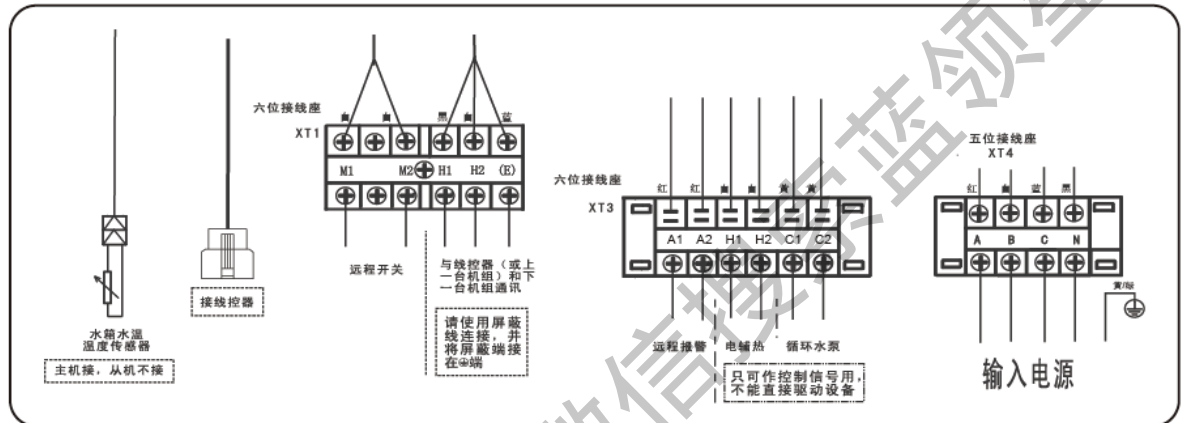 水箱水温
温度传感器
主机接，从机不接
接线控器
六位接线座
XT1
白
白
黑
白
蓝
M1
M2
H1
H2
(E)
远程开关
与线控器（或上
一台机组）和下
一台机组通讯
请使用屏蔽
线连接，并
将屏蔽端接
在⊕端
六位接线座
XT3
红
红
白
白
黄
黄
A1
A2
H1
H2
C1
C2
远程报警
电辅热
循环水泵
只可作控制信号用，
不能直接驱动设备
五位接线座
XT4
红
白
蓝
黑
A
B
C
N
黄/绿
输入电源
微信搜索蓝领星